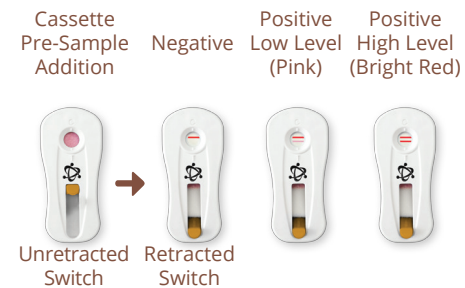 Cassette
Pre-Sample
Addition
Negative
Positive
Low Level
(Pink)
Positive
High Level
(Bright Red)
Unretracted
Switch
Retracted
Switch